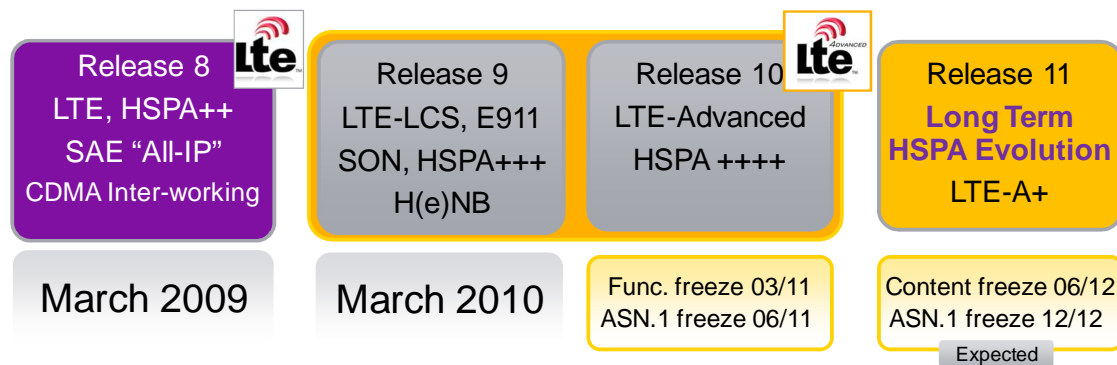 Release 8
LTE, HSPA++
SAE “All-IP”
CDMA Inter-working
Lte
TM
March 2009
Release 9
LTE-LCS, E911
SON, HSPA+++
H(e)NB
March 2010
Release 10
LTE-Advanced
HSPA ++++
Lte
ADVANCED
TM
Func. freeze 03/11
ASN.1 freeze 06/11
Release 11
Long Term
HSPA Evolution
LTE-A+
Content freeze 06/12
ASN.1 freeze 12/12
Expected